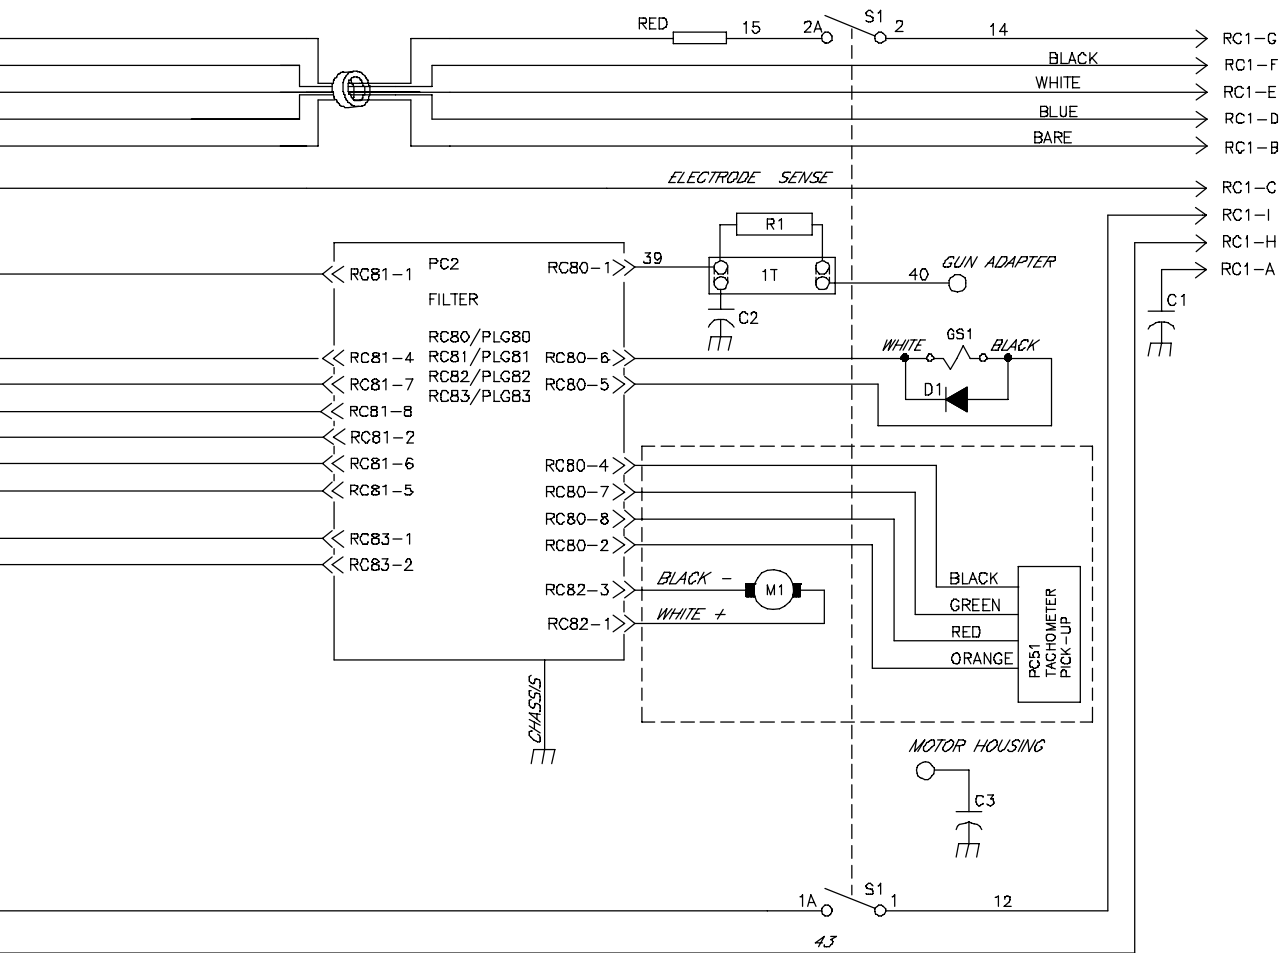 RED 15 2A S1 2 14 RC1-G
BLACK RC1-F
WHITE RC1-E
BLUE RC1-D
BARE RC1-B
ELECTRODE SENSE RC1-C
RC1-I
R1
RC1-H
RC81-1 PC2 RC80-1 39 1T 40 GUN ADAPTER RC1-A
FILTER
C2
C1
RC80/PLG80
RC81-4 RC81/PLG81 RC80-6 WHITE GS1 BLACK
RC81-7 RC82/PLG82 RC80-5 D1
RC83/PLG83
RC81-8
RC81-2
RC81-6 RC80-4
RC81-5 RC80-7
RC80-8
RC83-1 RC80-2
RC83-2
RC82-3 BLACK - M1
RC82-1 WHITE +
BLACK
GREEN
RED
ORANGE
PC51
TACHOMETER
PICK-UP
CHASSIS
MOTOR HOUSING
C3
1A S1 1 12
43